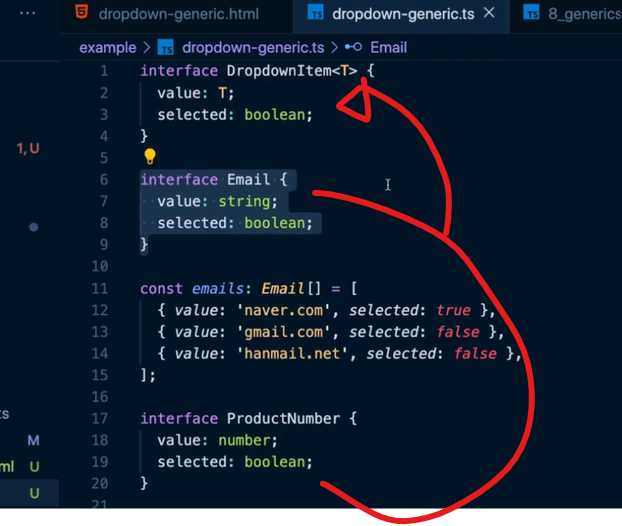 ... dropdown-generic.html TS dropdown-generic.ts × TS 8_generics
example > TS dropdown-generic.ts > Email
1 interface DropdownItem<T> {
2 value: T;
3 selected: boolean;
4 }
5
1, U
6 interface Email {
7 value: string;
8 selected: boolean;
9 }
10
11 const emails: Email[] = [
12 { value: 'naver.com', selected: true },
13 { value: 'gmail.com', selected: false },
14 { value: 'hanmail.net', selected: false },
15 ];
16
17 interface ProductNumber {
ts
18 value: number;
M
19 selected: boolean;
ml U
20 }
U
21